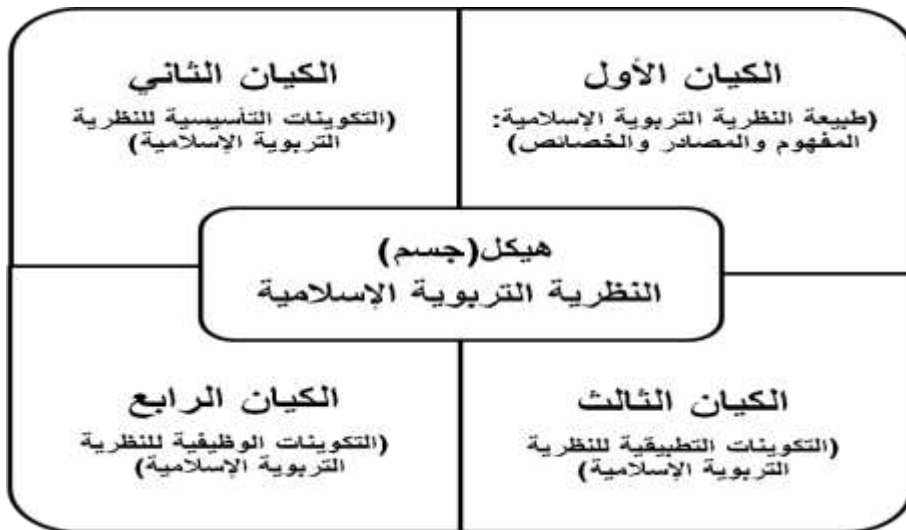 الكيان الأول
(طبيعة النظرية التربوية الإسلامية:
المفهوم والمصادر والخصائص)
الكيان الثاني
(التكوينات التأسيسية للنظرية
التربوية الإسلامية)
هيكل(جسم)
النظرية التربوية الإسلامية
الكيان الثالث
(التكوينات التطبيقية للنظرية
التربوية الإسلامية)
الكيان الرابع
(التكوينات الوظيفية للنظرية
التربوية الإسلامية)